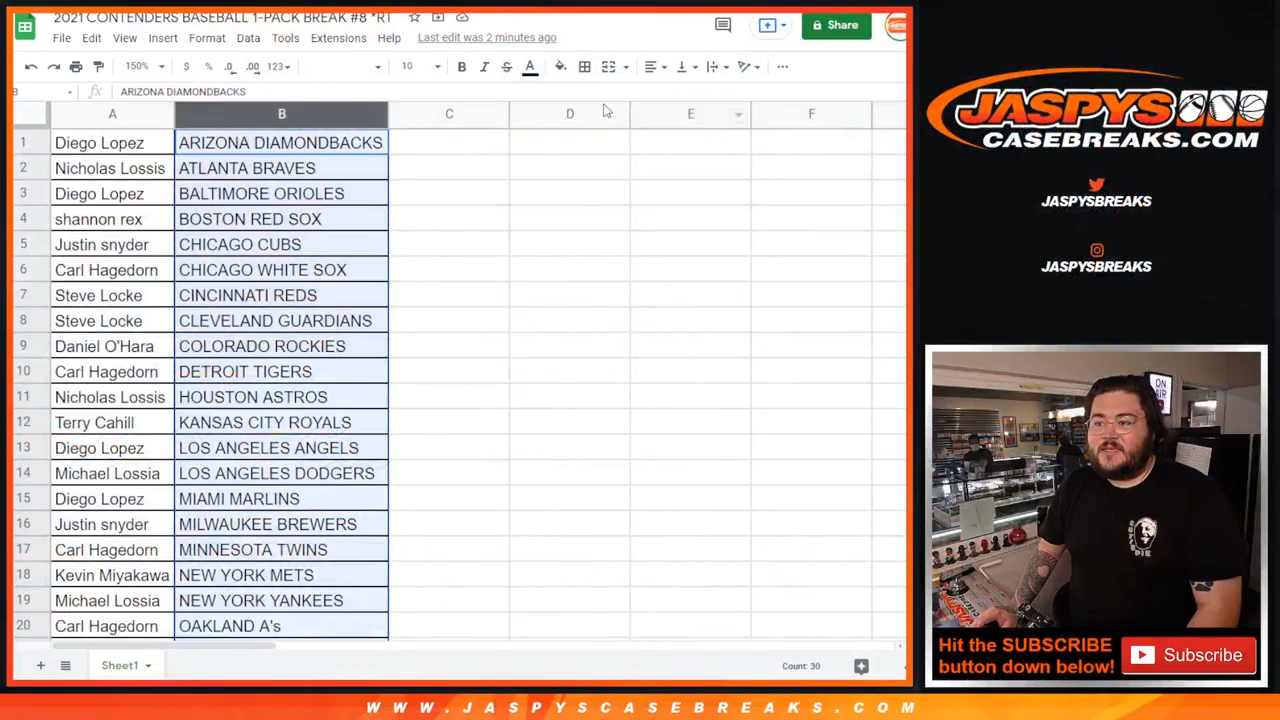 2021 CONTENDERS BASEBALL 1-PACK BREAK #8 *RT
File Edit View Insert Format Data Tools Extensions Help Last edit was 2 minutes ago
Share
150% $ % .0 .00 123 10 B I S A
fx ARIZONA DIAMONDBACKS
A B C D E F
1 Diego Lopez ARIZONA DIAMONDBACKS
2 Nicholas Lossis ATLANTA BRAVES
3 Diego Lopez BALTIMORE ORIOLES
4 shannon rex BOSTON RED SOX
5 Justin snyder CHICAGO CUBS
6 Carl Hagedorn CHICAGO WHITE SOX
7 Steve Locke CINCINNATI REDS
8 Steve Locke CLEVELAND GUARDIANS
9 Daniel O'Hara COLORADO ROCKIES
10 Carl Hagedorn DETROIT TIGERS
11 Nicholas Lossis HOUSTON ASTROS
12 Terry Cahill KANSAS CITY ROYALS
13 Diego Lopez LOS ANGELES ANGELS
14 Michael Lossia LOS ANGELES DODGERS
15 Diego Lopez MIAMI MARLINS
16 Justin snyder MILWAUKEE BREWERS
17 Carl Hagedorn MINNESOTA TWINS
18 Kevin Miyakawa NEW YORK METS
19 Michael Lossia NEW YORK YANKEES
20 Carl Hagedorn OAKLAND A's
Sheet1
Count: 30
JASPYS
CASEBREAKS.COM
JASPYSBREAKS
JASPYSBREAKS
ON
AIR
Hit the SUBSCRIBE
button down below!
Subscribe
WWW.JASPYSCASEBREAKS.COM